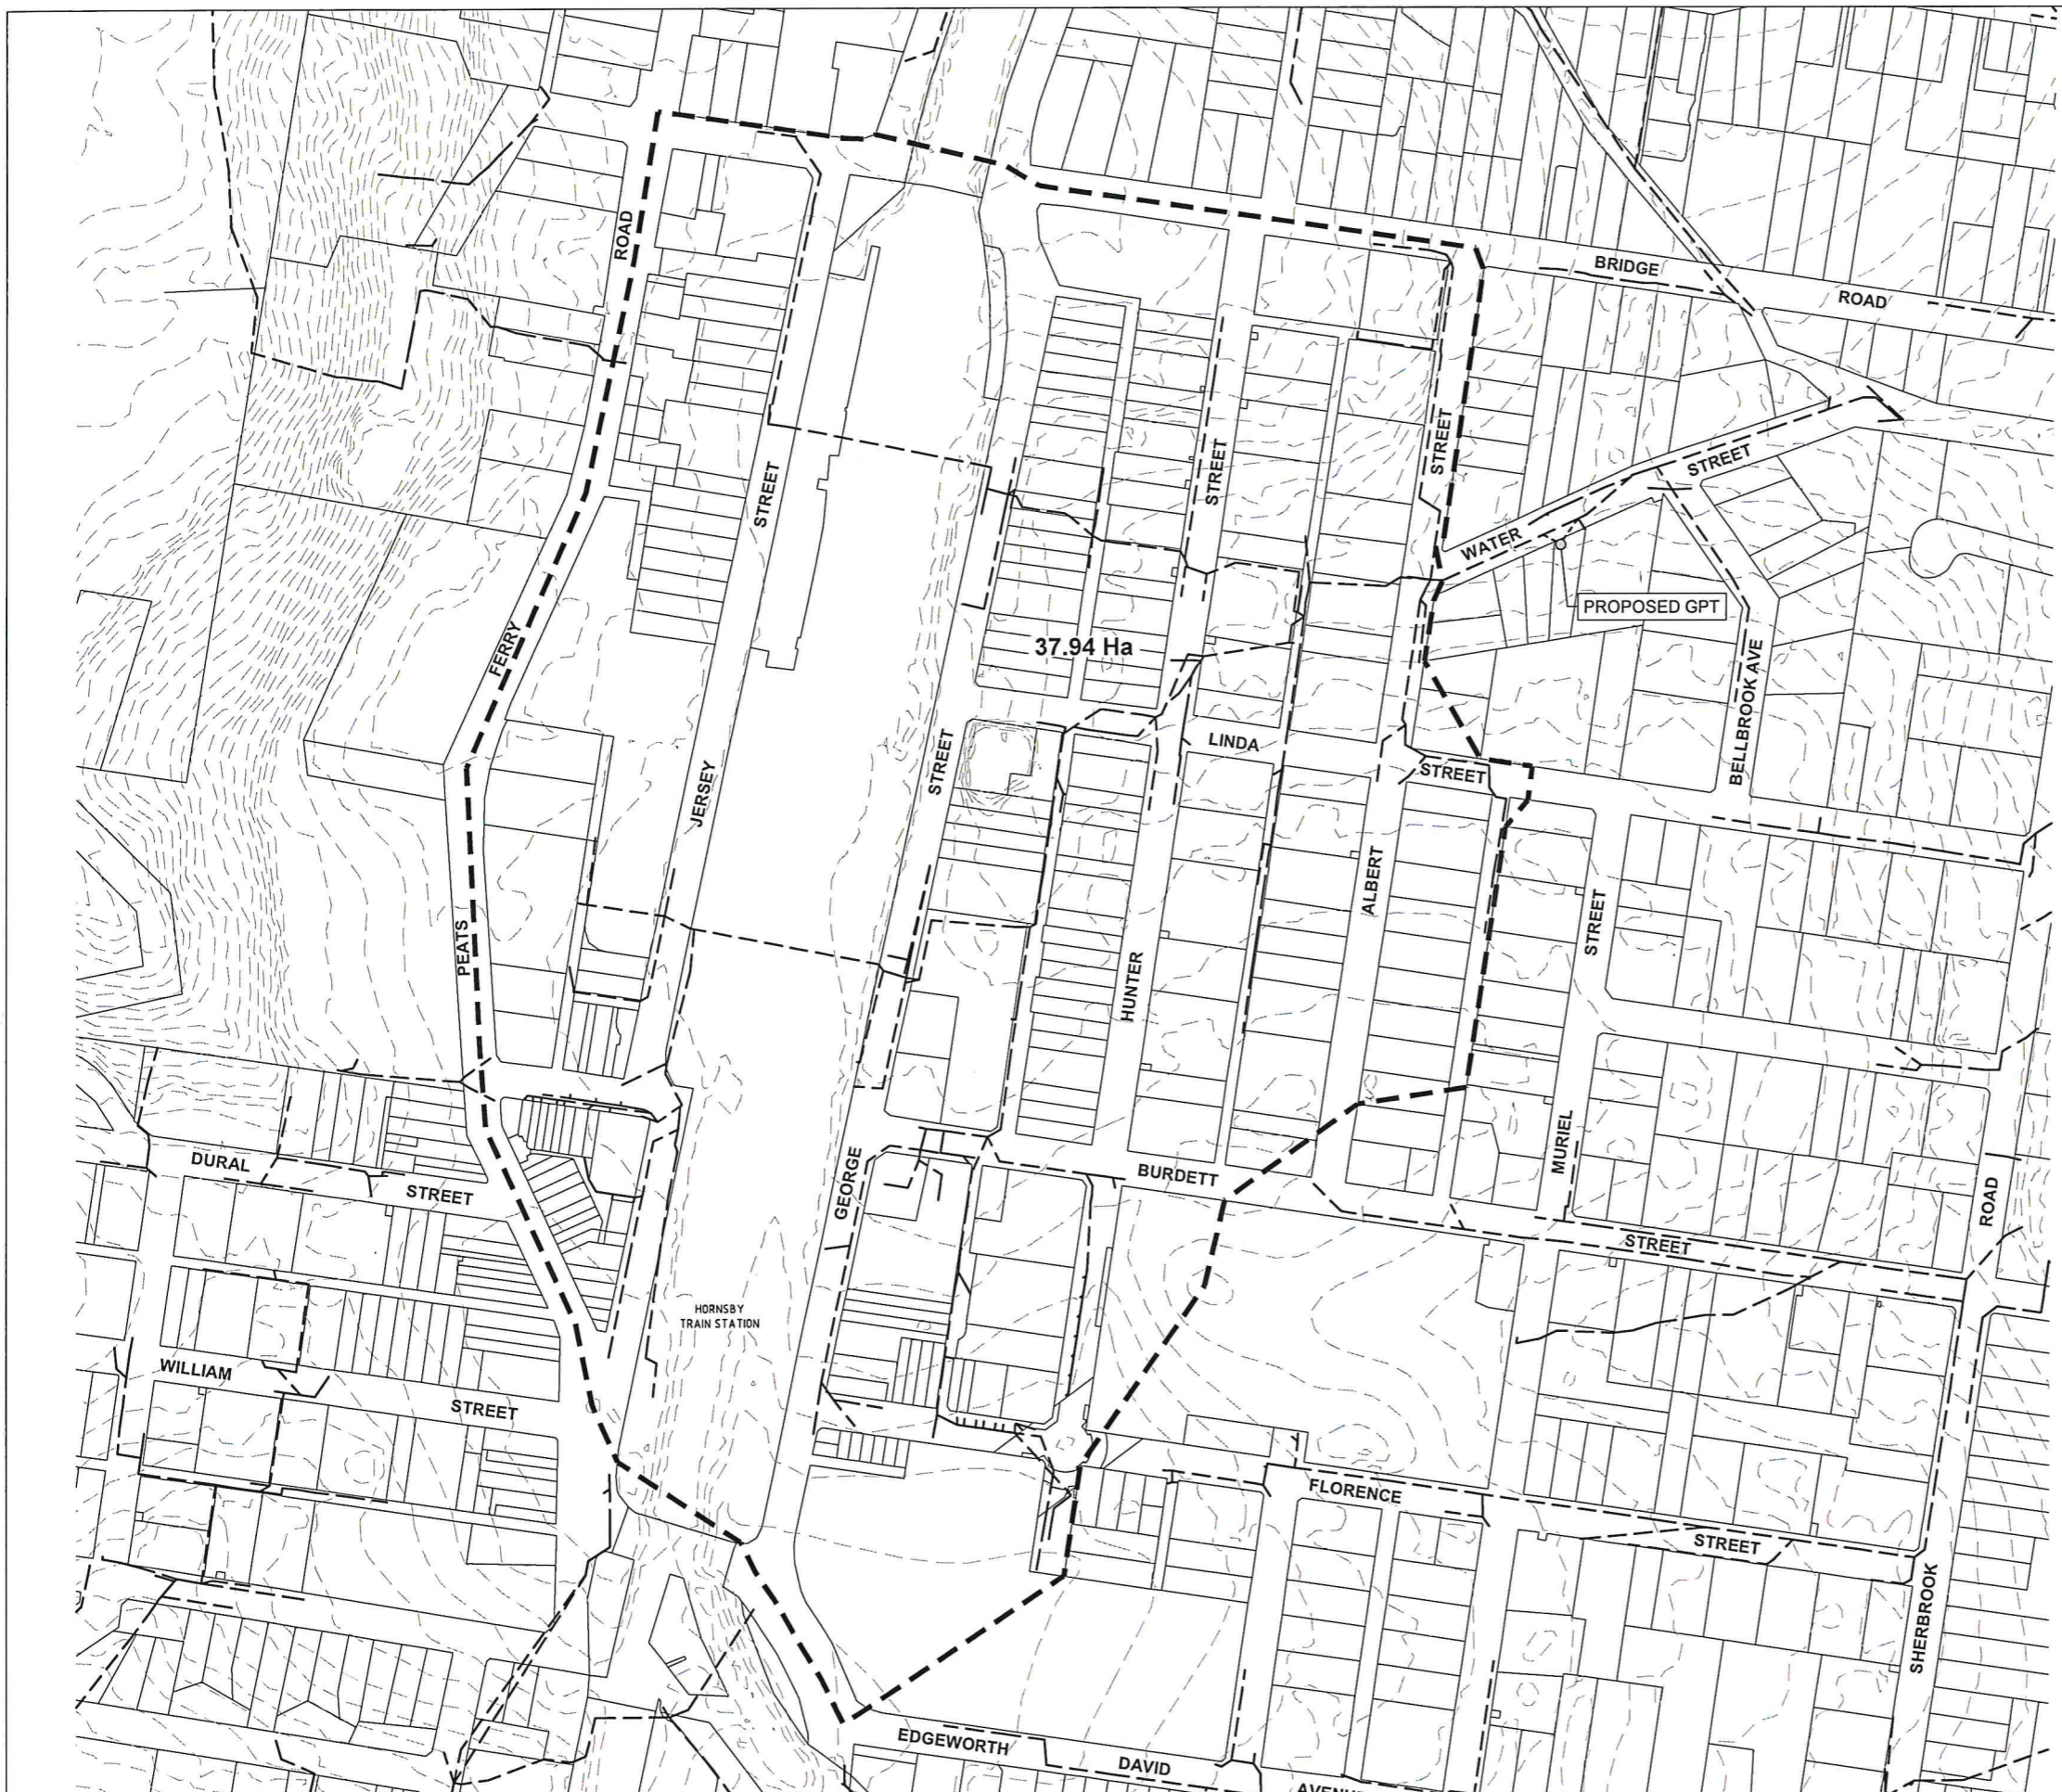 ROAD
BRIDGE
ROAD
STREET
STREET
STREET
STREET
WATER
PROPOSED GPT
FERRY
37.94 Ha
BELLBROOK AVE
LINDA
STREET
STREET
JERSEY
ALBERT
STREET
PEATS
HUNTER
MURIEL
DURAL
STREET
GEORGE
BURDETT
ROAD
STREET
HORNSBY
TRAIN STATION
WILLIAM
STREET
FLORENCE
STREET
SHERBROOK
EDGEWORTH
DAVID